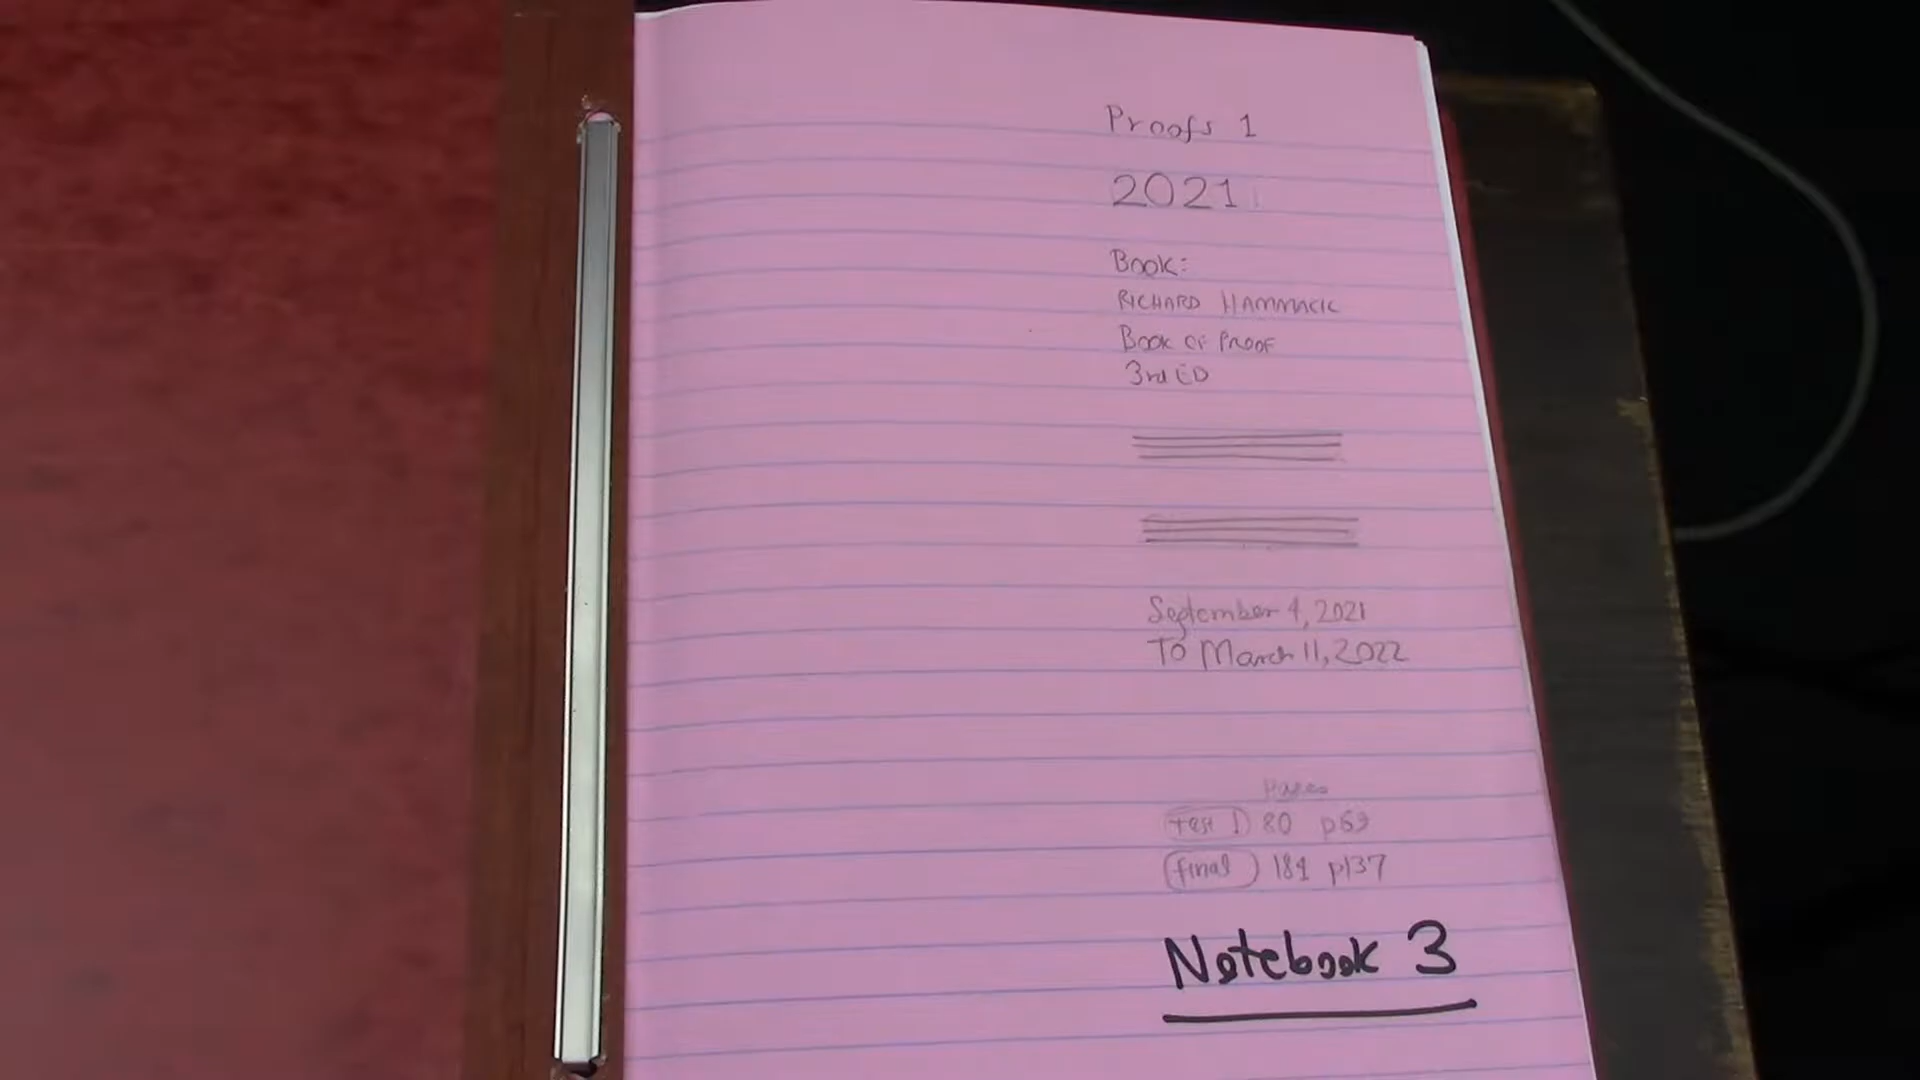 Proofs 1
2021
Book:
RICHARD HAMMACK
BOOK OF PROOF
3rd ED
September 4, 2021
To March 11, 2022
Pages
test 1 80 p69
final 184 p137
Notebook 3